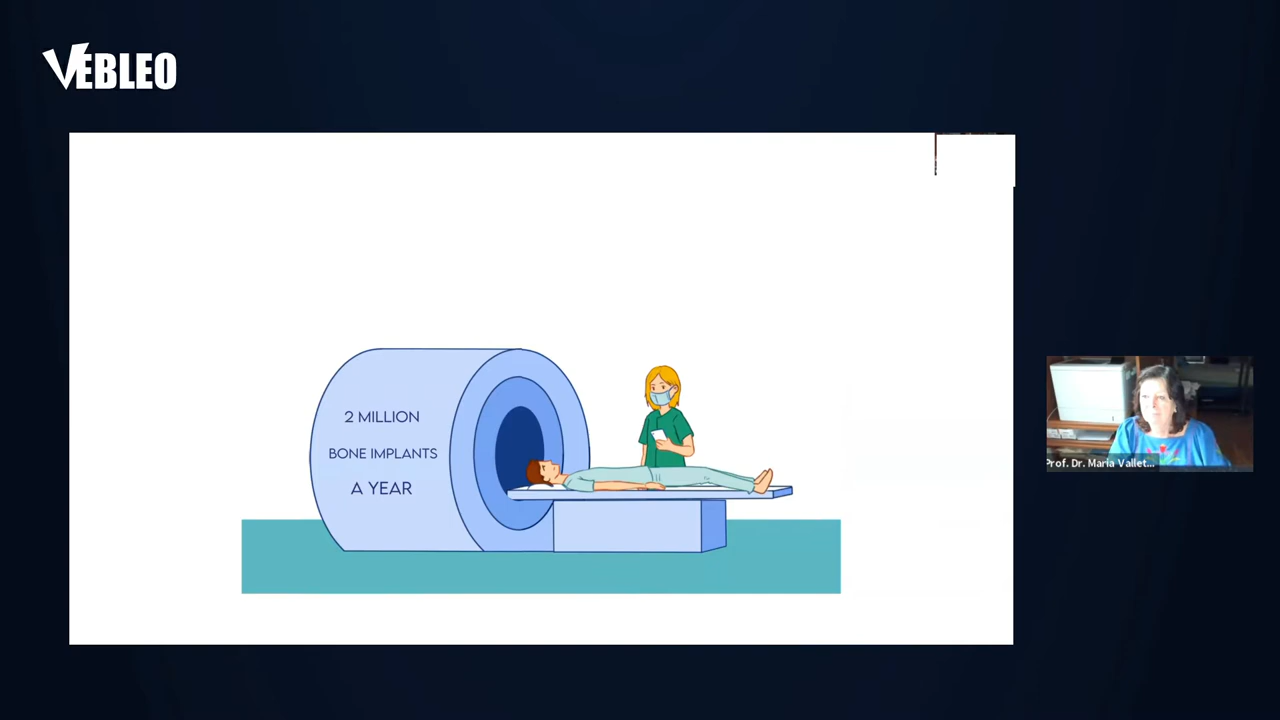 VEBLEO
2 MILLION
BONE IMPLANTS
A YEAR
Prof. Dr. Maria Vallet...